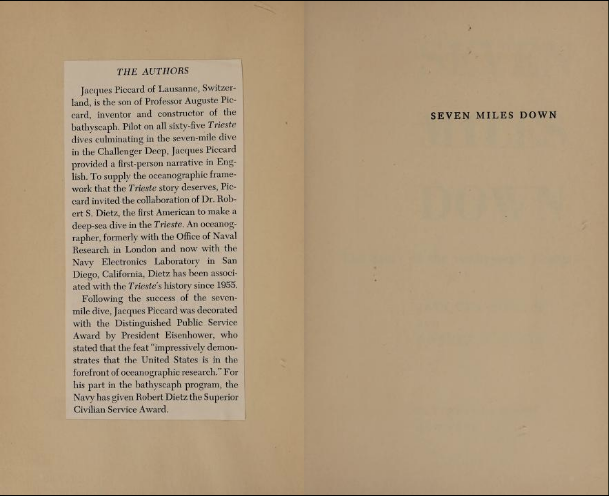 THE AUTHORS
Jacques Piccard of Lausanne, Switzer-
land, is the son of Professor Auguste Pic-
card, inventor and constructor of the
bathyscaph. Pilot on all sixty-five Trieste
dives culminating in the seven-mile dive
in the Challenger Deep, Jacques Piccard
provided a first-person narrative in Eng-
lish. To supply the oceanographic frame-
work that the Trieste story deserves, Pic-
card invited the collaboration of Dr. Rob-
ert S. Dietz, the first American to make a
deep-sea dive in the Trieste. An oceanog-
rapher, formerly with the Office of Naval
Research in London and now with the
Navy Electronics Laboratory in San
Diego, California, Dietz has been associ-
ated with the Trieste's history since 1955.
Following the success of the seven-
mile dive, Jacques Piccard was decorated
with the Distinguished Public Service
Award by President Eisenhower, who
stated that the feat "impressively demon-
strates that the United States is in the
forefront of oceanographic research." For
his part in the bathyscaph program, the
Navy has given Robert Dietz the Superior
Civilian Service Award.
SEVEN MILES DOWN